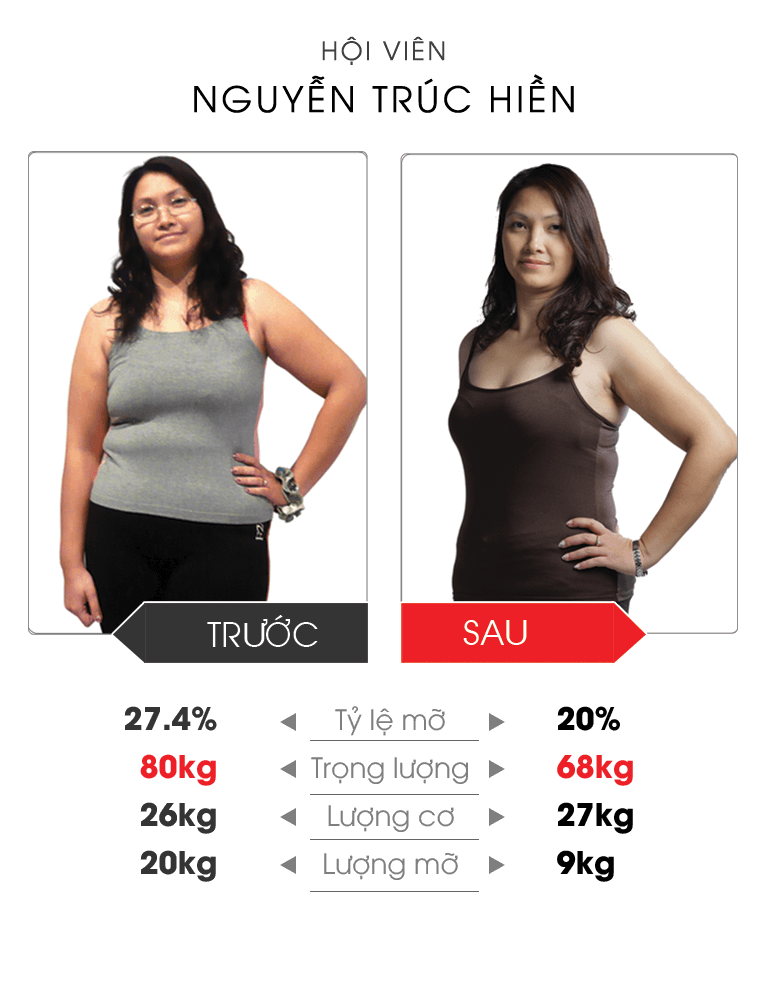 HỘI VIÊN
NGUYỄN TRÚC HIỀN
TRƯỚC
SAU
27.4% Tỷ lệ mỡ 20%
80kg Trọng lượng 68kg
26kg Lượng cơ 27kg
20kg Lượng mỡ 9kg